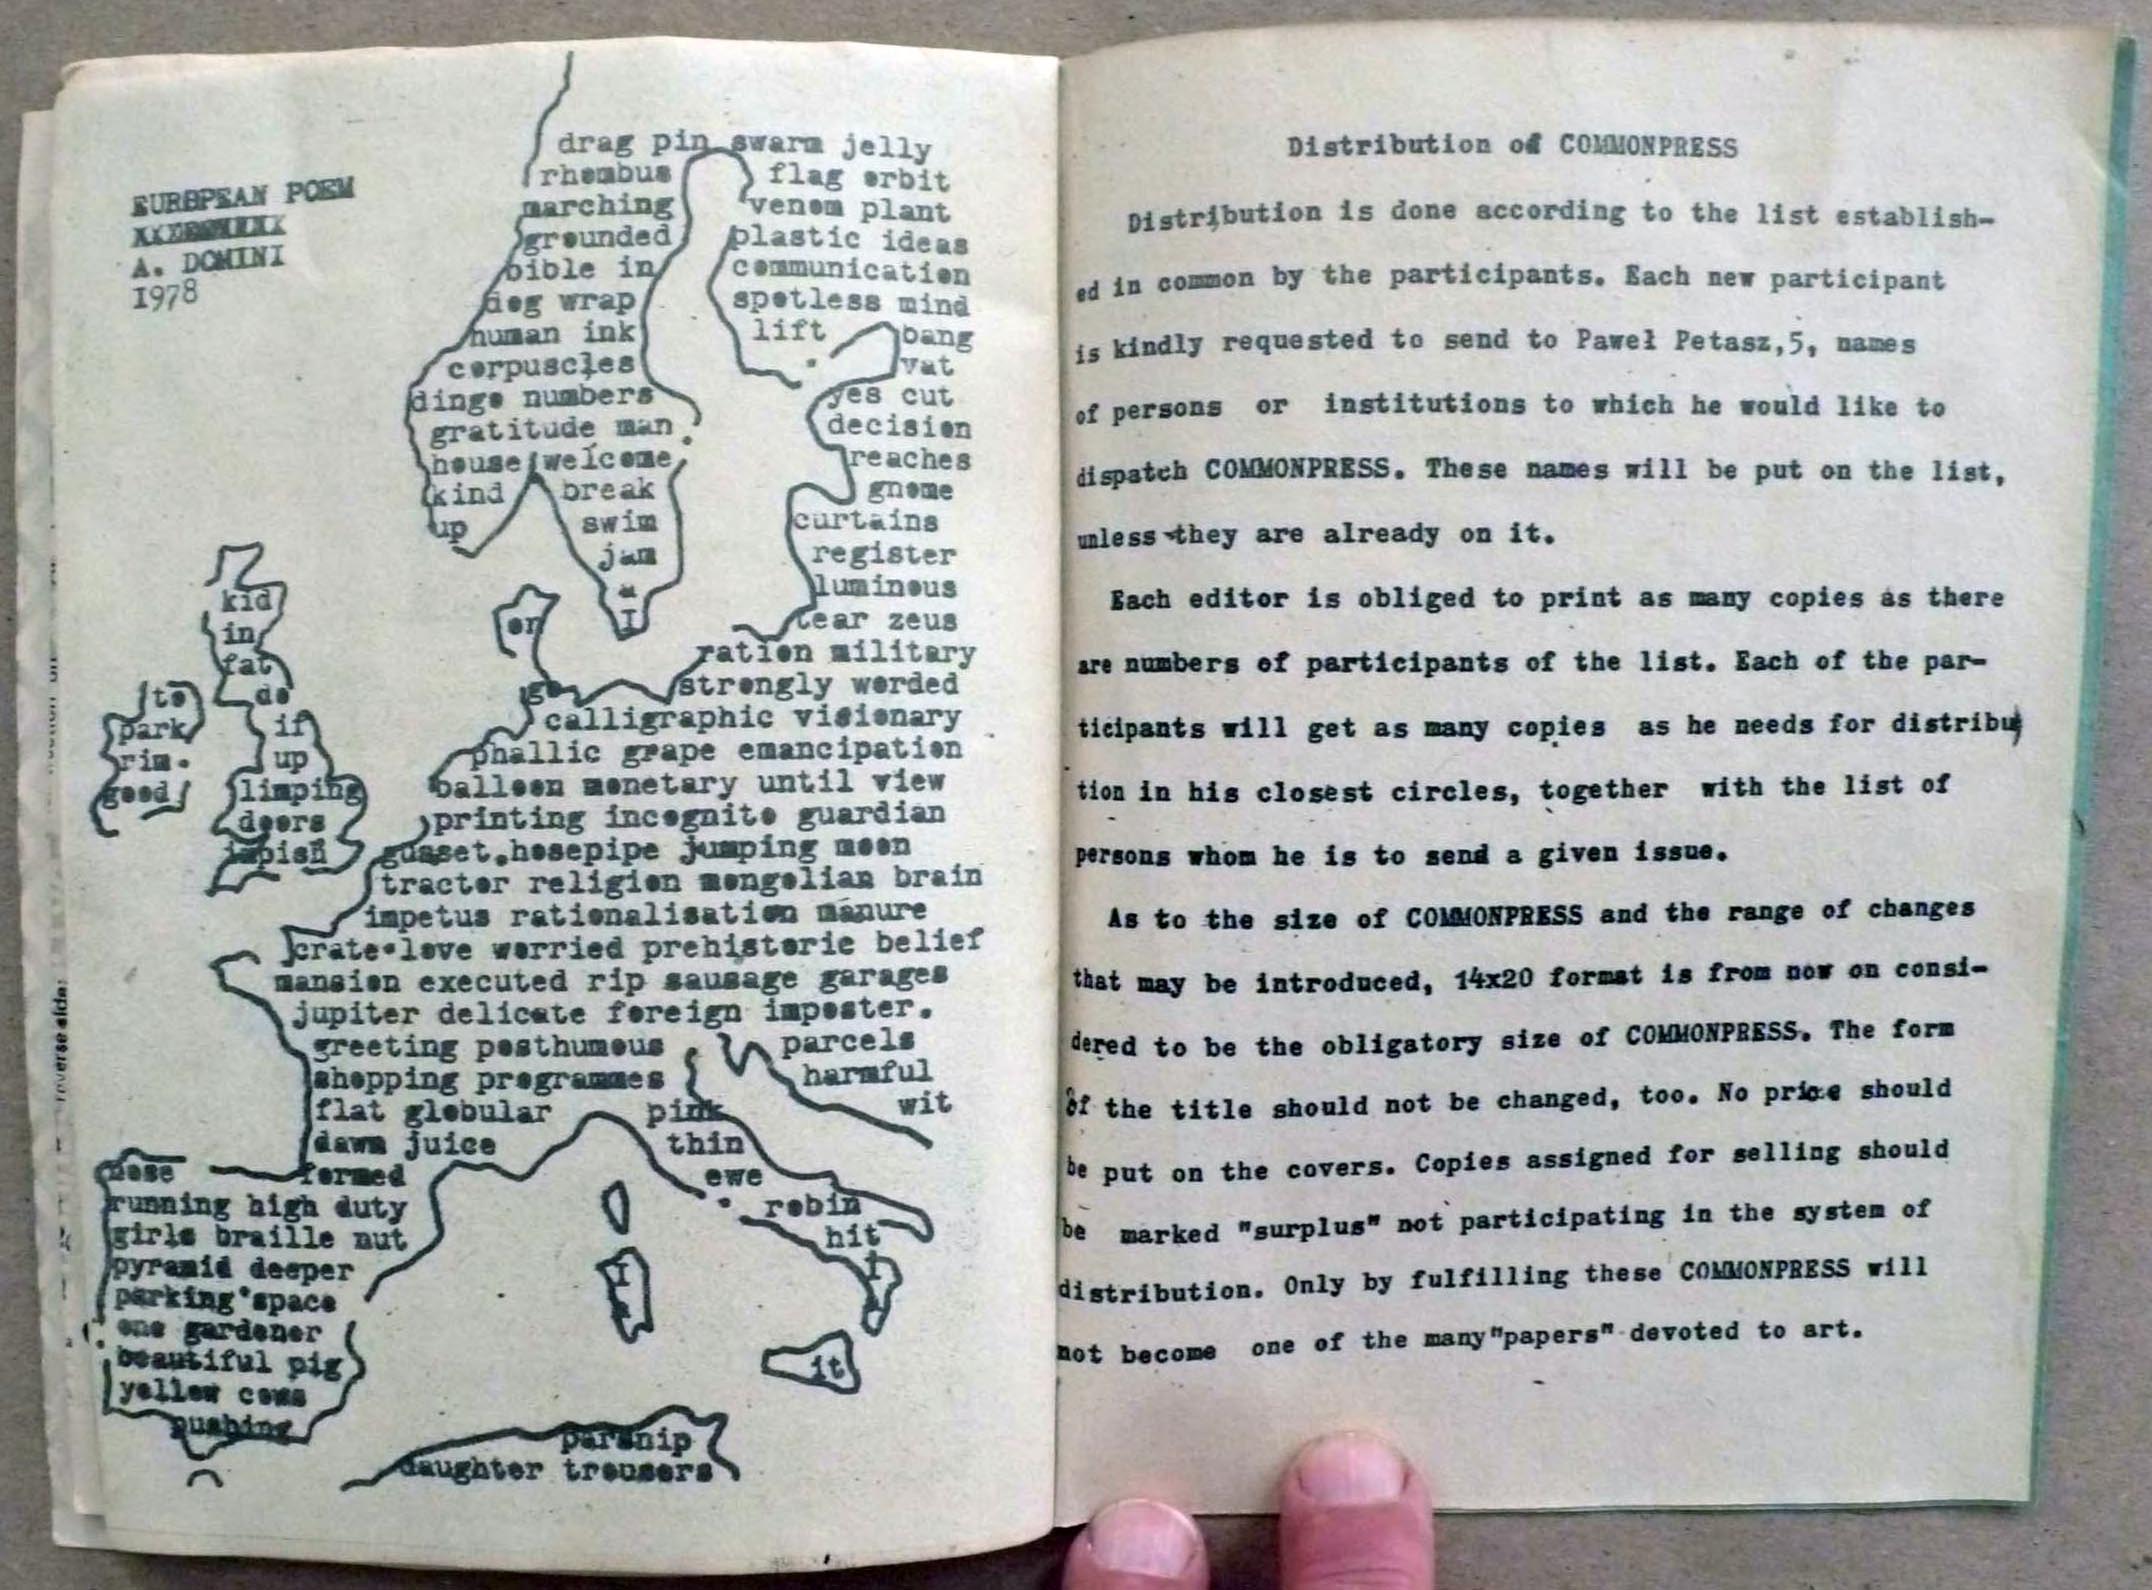 EUROPEAN POEM
A. DOMINI
1978
drag pin swarm jelly
rhombus flag orbit
marching venom plant
grounded plastic ideas
bible in communication
dog wrap spotless mind
human ink lift bang
corpuscles vat
dingo numbers yes cut
gratitude man. decision
house welcome reaches
kind break gnome
up swim curtains
jam register
a luminous
kid
or I tear zeus
in
ration military
fat
go strongly worded
to do
calligraphic visionary
park if
phallic grape emancipation
rim. up
balloon monetary until view
good limping
printing incognito guardian
doors
impish gusset.hosepipe jumping moon
tractor religion mongolian brain
impetus rationalisation manure
crate love worried prehistoric belief
mansion executed rip sausage garages
jupiter delicate foreign imposter.
greeting posthumous parcels
shopping programmes harmful
flat globular pink wit
dawn juice thin
nose formed ewe
running high duty robin
girls braille nut hit
pyramid deeper I I
parking space a
one gardener
beautiful pig it
yellow cows
pushing
parsnip
daughter trousers
inverse side:
Distribution of COMMONPRESS
Distribution is done according to the list establish-
ed in common by the participants. Each new participant
is kindly requested to send to Paweł Petasz,5, names
of persons or institutions to which he would like to
dispatch COMMONPRESS. These names will be put on the list,
unless they are already on it.
Each editor is obliged to print as many copies as there
are numbers of participants of the list. Each of the par-
ticipants will get as many copies as he needs for distribu
tion in his closest circles, together with the list of
persons whom he is to send a given issue.
As to the size of COMMONPRESS and the range of changes
that may be introduced, 14x20 format is from now on consi-
dered to be the obligatory size of COMMONPRESS. The form
of the title should not be changed, too. No price should
be put on the covers. Copies assigned for selling should
be marked "surplus" not participating in the system of
distribution. Only by fulfilling these COMMONPRESS will
not become one of the many"papers" devoted to art.